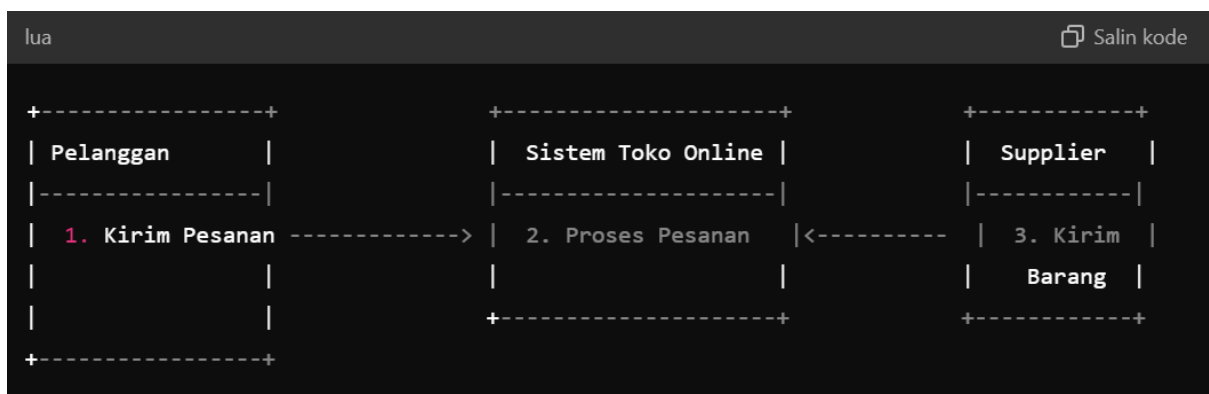 lua Salin kode
+-----------------+ +---------------------+ +------------+
| Pelanggan | | Sistem Toko Online | | Supplier |
|-----------------| |---------------------| |------------|
| 1. Kirim Pesanan -------------> | 2. Proses Pesanan |<---------- | 3. Kirim |
| | | | | Barang |
| | +---------------------+ +------------+
+-----------------+